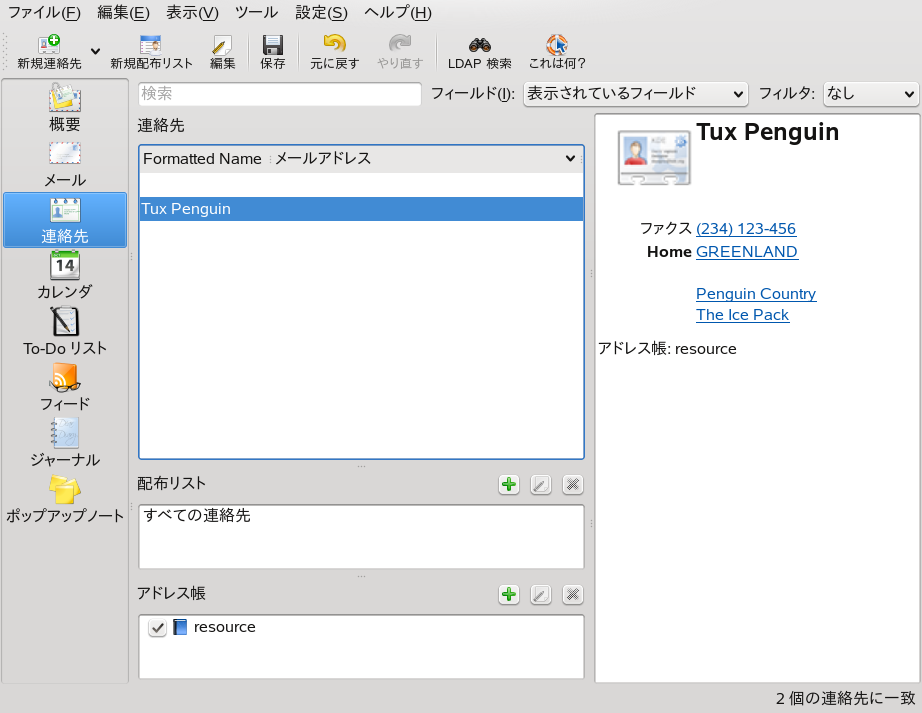 ファイル(F) 編集(E) 表示(V) ツール 設定(S) ヘルプ(H)
新規連絡先 新規配布リスト 編集 保存 元に戻す やり直す LDAP 検索 これは何?
検索 フィールド(I): 表示されているフィールド フィルタ: なし
概要
メール
連絡先
14
カレンダ
To-Do リスト
フィード
ジャーナル
ポップアップノート
連絡先
Formatted Name メールアドレス
Tux Penguin
配布リスト
すべての連絡先
アドレス帳
resource
Tux Penguin
ファクス (234) 123-456
Home GREENLAND
Penguin Country
The Ice Pack
アドレス帳: resource
2 個の連絡先に一致